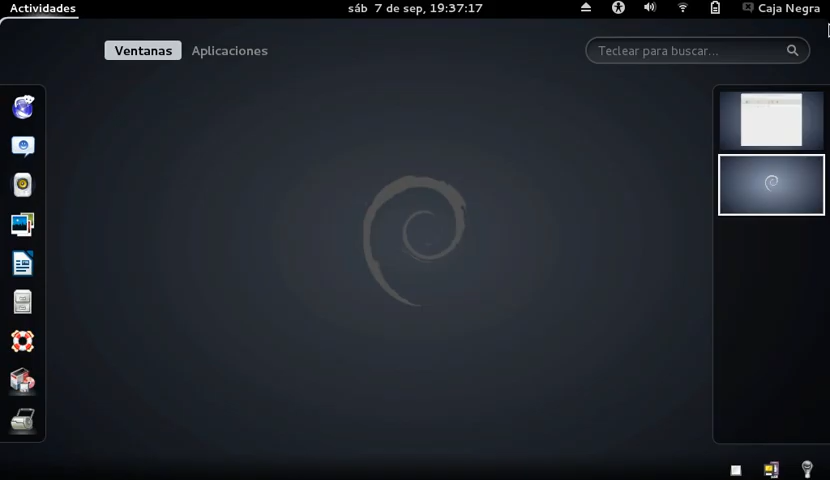 Actividades sáb 7 de sep, 19:37:17 Caja Negra
Ventanas Aplicaciones Teclear para buscar...